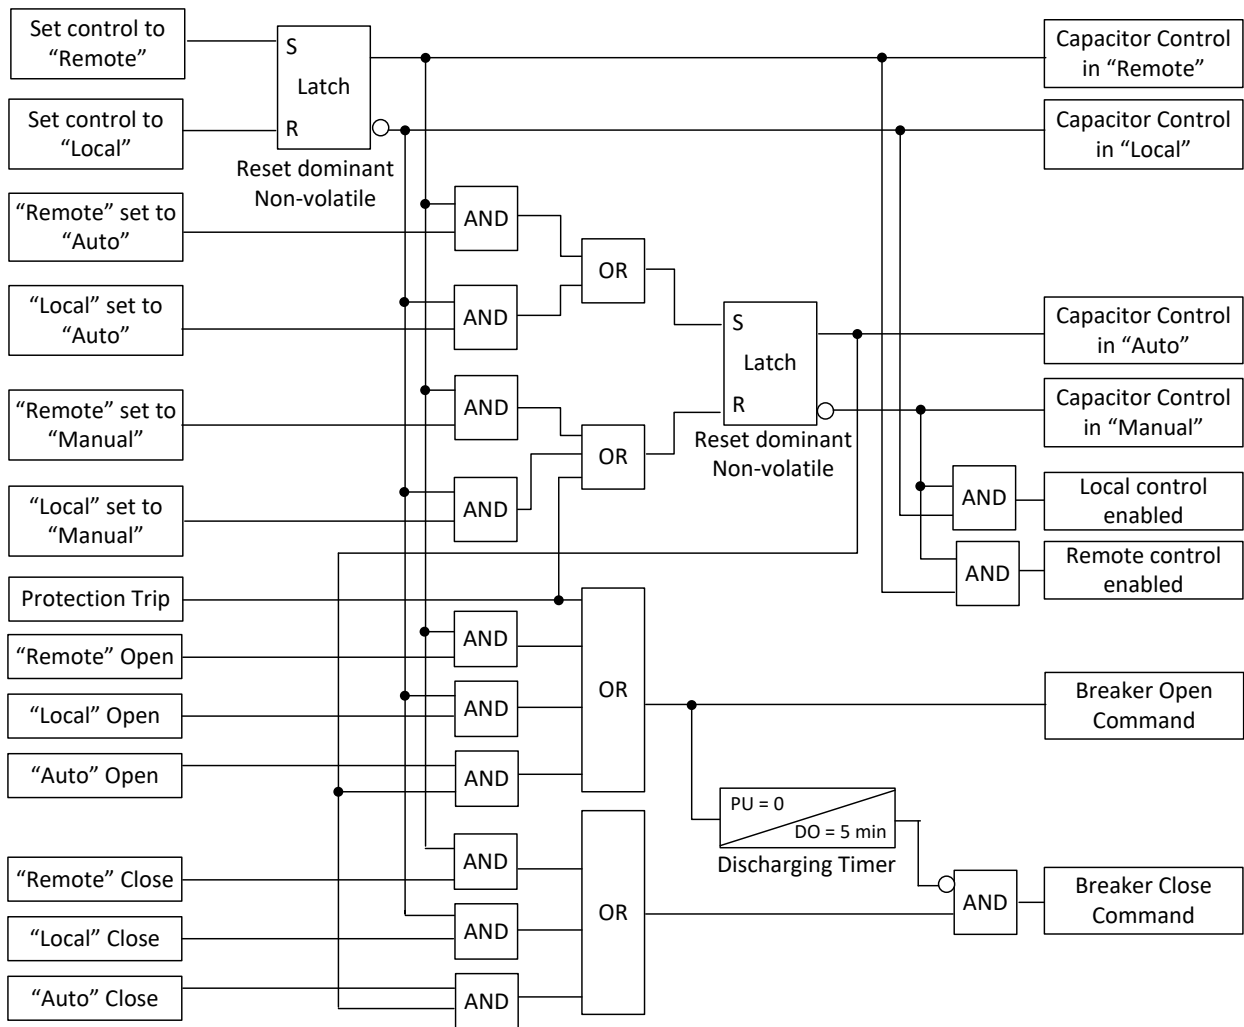 Set control to
“Remote”
Set control to
“Local”
“Remote” set to
“Auto”
“Local” set to
“Auto”
“Remote” set to
“Manual”
“Local” set to
“Manual”
Protection Trip
“Remote” Open
“Local” Open
“Auto” Open
“Remote” Close
“Local” Close
“Auto” Close
S
Latch
R
Reset dominant
Non-volatile
AND
AND
AND
AND
AND
AND
AND
AND
AND
AND
OR
OR
OR
OR
S
Latch
R
Reset dominant
Non-volatile
PU = 0
DO = 5 min
Discharging Timer
AND
AND
AND
Capacitor Control
in “Remote”
Capacitor Control
in “Local”
Capacitor Control
in “Auto”
Capacitor Control
in “Manual”
Local control
enabled
Remote control
enabled
Breaker Open
Command
Breaker Close
Command